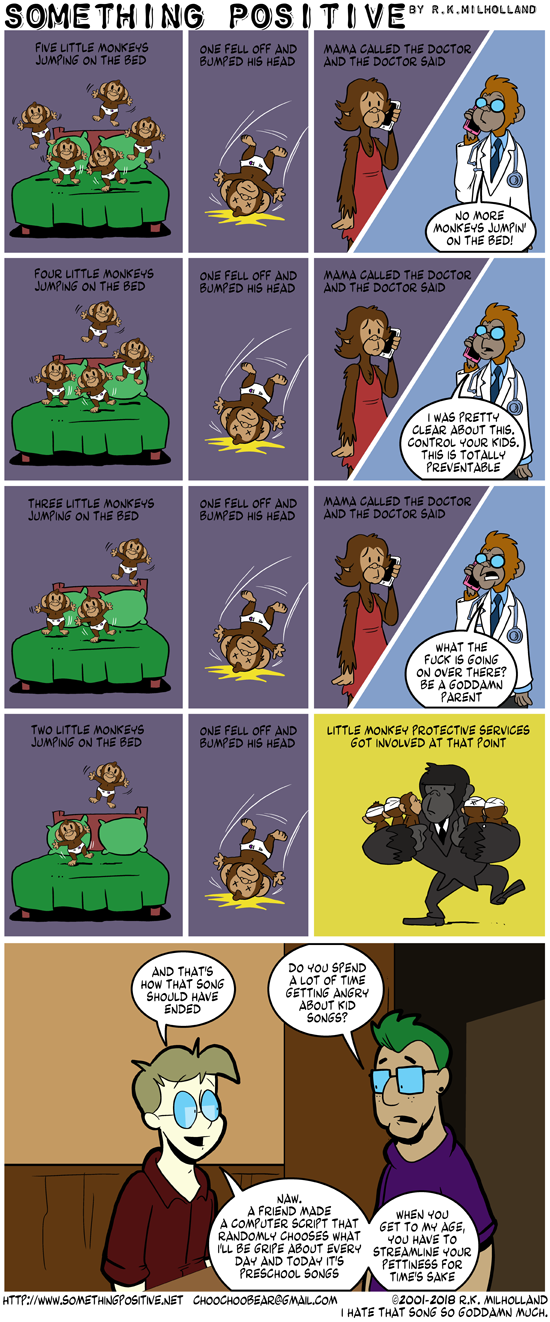 SOMETHING POSITIVE BY R.K.MILHOLLAND
FIVE LITTLE MONKEYS
JUMPING ON THE BED
ONE FELL OFF AND
BUMPED HIS HEAD
MAMA CALLED THE DOCTOR
AND THE DOCTOR SAID
NO MORE
MONKEYS JUMPIN'
ON THE BED!
FOUR LITTLE MONKEYS
JUMPING ON THE BED
ONE FELL OFF AND
BUMPED HIS HEAD
MAMA CALLED THE DOCTOR
AND THE DOCTOR SAID
I WAS PRETTY
CLEAR ABOUT THIS.
CONTROL YOUR KIDS.
THIS IS TOTALLY
PREVENTABLE
THREE LITTLE MONKEYS
JUMPING ON THE BED
ONE FELL OFF AND
BUMPED HIS HEAD
MAMA CALLED THE DOCTOR
AND THE DOCTOR SAID
WHAT THE
FUCK IS GOING
ON OVER THERE?
BE A GODDAMN
PARENT
TWO LITTLE MONKEYS
JUMPING ON THE BED
ONE FELL OFF AND
BUMPED HIS HEAD
LITTLE MONKEY PROTECTIVE SERVICES
GOT INVOLVED AT THAT POINT
AND THAT'S
HOW THAT SONG
SHOULD HAVE
ENDED
DO YOU SPEND
A LOT OF TIME
GETTING ANGRY
ABOUT KID
SONGS?
NAW.
A FRIEND MADE
A COMPUTER SCRIPT THAT
RANDOMLY CHOOSES WHAT
I'LL BE GRIPE ABOUT EVERY
DAY AND TODAY IT'S
PRESCHOOL SONGS
WHEN YOU
GET TO MY AGE,
YOU HAVE TO
STREAMLINE YOUR
PETTINESS FOR
TIME'S SAKE
HTTP://WWW.SOMETHINGPOSITIVE.NET CHOOCHOOBEAR@GMAIL.COM ©2001-2018 R.K. MILHOLLAND
I HATE THAT SONG SO GODDAMN MUCH.